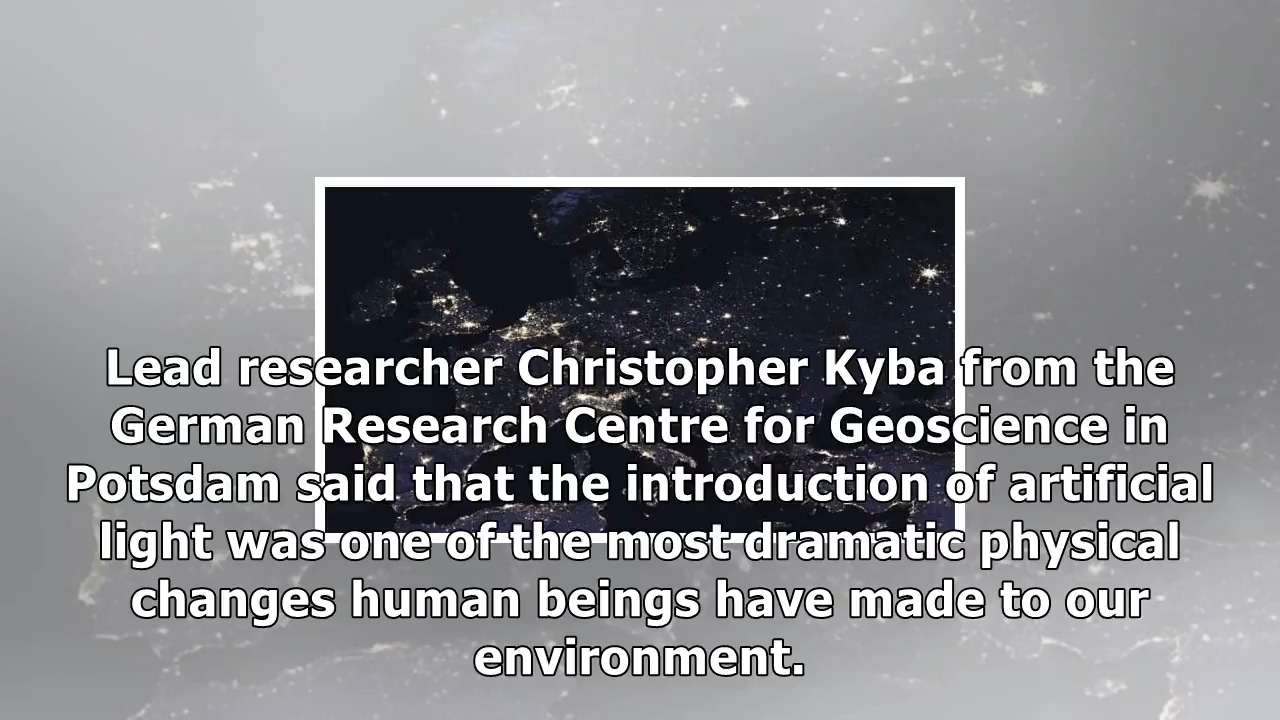 Lead researcher Christopher Kyba from the
German Research Centre for Geoscience in
Potsdam said that the introduction of artificial
light was one of the most dramatic physical
changes human beings have made to our
environment.